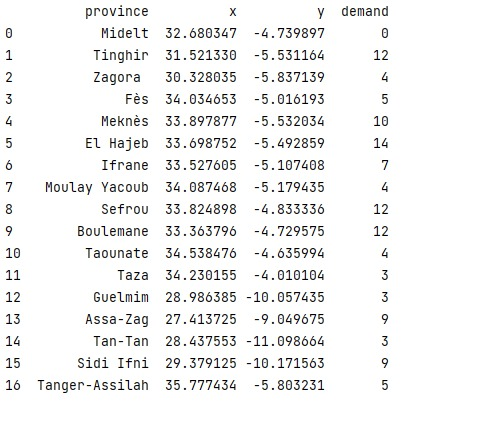 province x y demand
0 Midelt 32.680347 -4.739897 0
1 Tinghir 31.521330 -5.531164 12
2 Zagora 30.328035 -5.837139 4
3 Fès 34.034653 -5.016193 5
4 Meknès 33.897877 -5.532034 10
5 El Hajeb 33.698752 -5.492859 14
6 Ifrane 33.527605 -5.107408 7
7 Moulay Yacoub 34.087468 -5.179435 4
8 Sefrou 33.824898 -4.833336 12
9 Boulemane 33.363796 -4.729575 12
10 Taounate 34.538476 -4.635994 4
11 Taza 34.230155 -4.010104 3
12 Guelmim 28.986385 -10.057435 3
13 Assa-Zag 27.413725 -9.049675 9
14 Tan-Tan 28.437553 -11.098664 3
15 Sidi Ifni 29.379125 -10.171563 9
16 Tanger-Assilah 35.777434 -5.803231 5